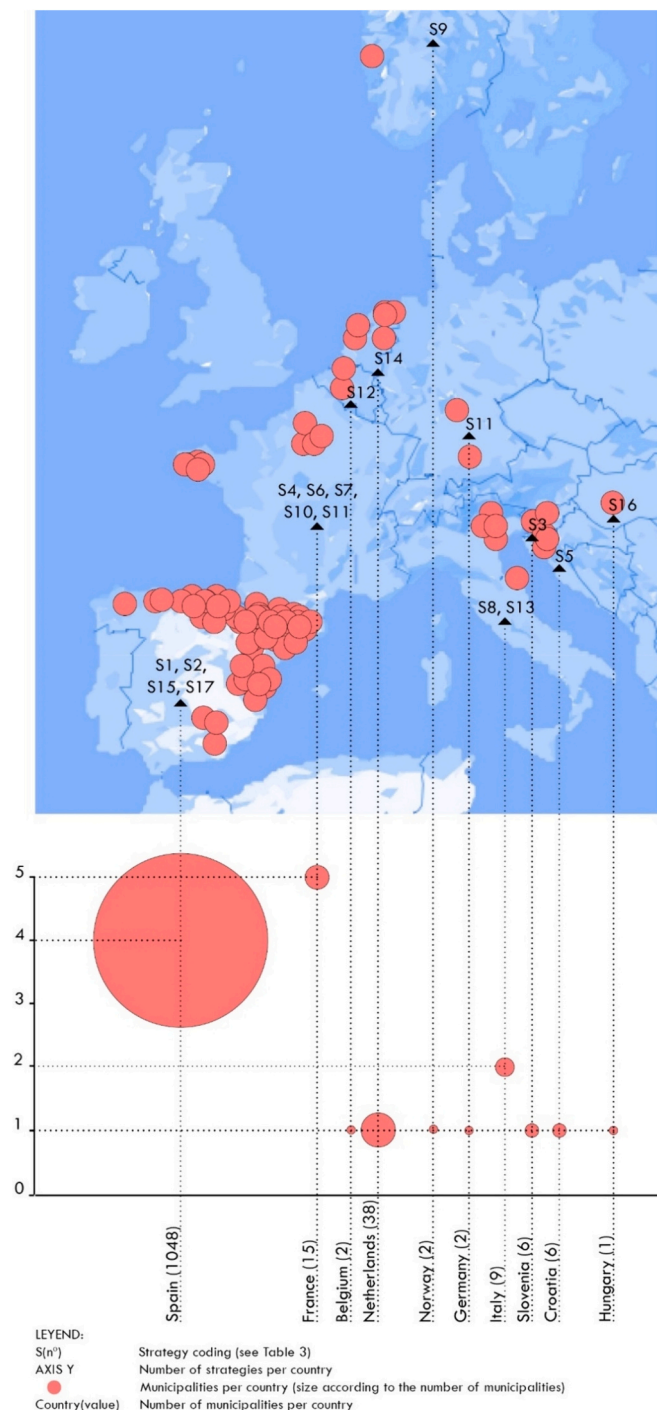 S9
S14
S12
S11
S4, S6, S7,
S10, S11
S16
S3
S5
S8, S13
S1, S2,
S15, S17
5
4
3
2
1
0
Spain (1048)
France (15)
Belgium (2)
Netherlands (38)
Norway (2)
Germany (2)
Italy (9)
Slovenia (6)
Croatia (6)
Hungary (1)
LEYEND:
S(nº) Strategy coding (see Table 3)
AXIS Y Number of strategies per country
Municipalities per country (size according to the number of municipalities)
Country(value) Number of municipalities per country